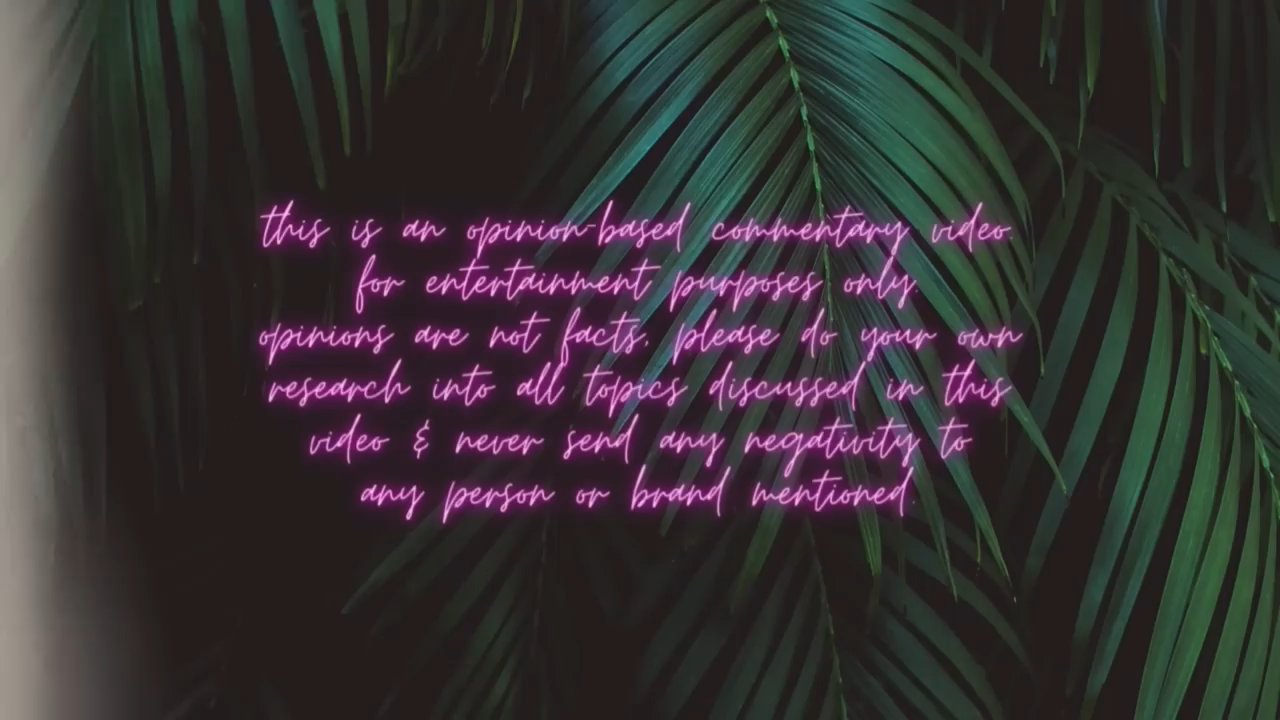 this is an opinion-based commentary video.
for entertainment purposes only.
opinions are not facts, please do your own
research into all topics discussed in this
video & never send any negativity to
any person or brand mentioned.